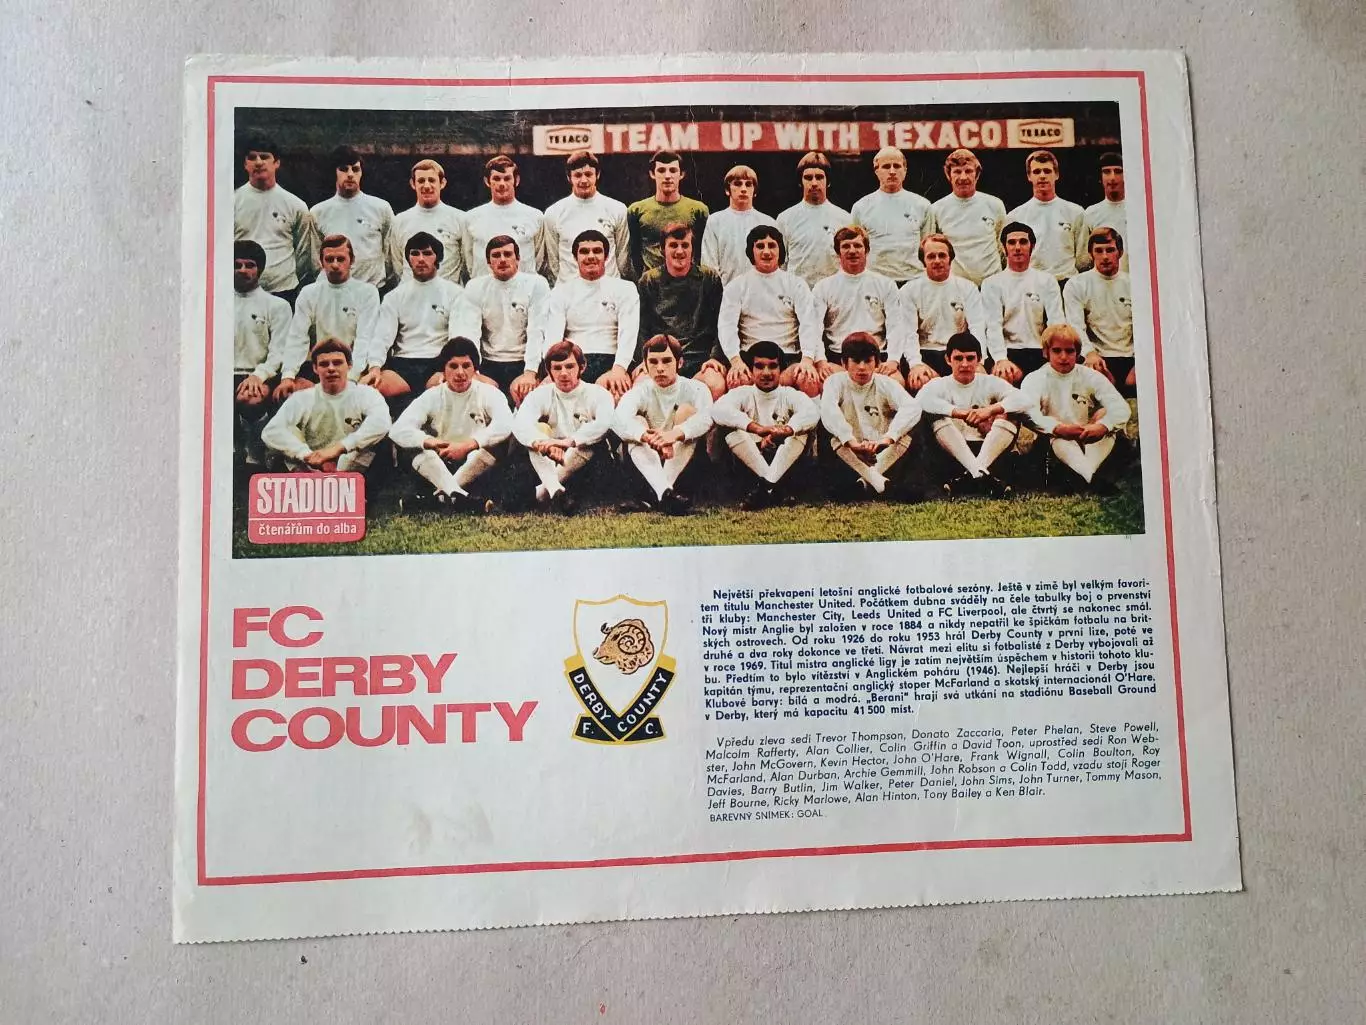 TEXACO TEAM UP WITH TEXACO TEXACO
STADIÓN
čtenářům do alba
FC
DERBY
COUNTY
DERBY COUNTY
F. C.
Největší překvapení letošní anglické fotbalové sezóny. Ještě v zimě byl velkým favori-
tem titulu Manchester United. Počátkem dubna sváděly na čele tabulky boj o prvenství
tři kluby: Manchester City, Leeds United a FC Liverpool, ale čtvrtý se nakonec smál.
Nový mistr Anglie byl založen v roce 1884 a nikdy nepatřil ke špičkám fotbalu na brit-
ských ostrovech. Od roku 1926 do roku 1953 hrál Derby County v první lize, poté ve
druhé a dva roky dokonce ve třetí. Návrat mezi elitu si fotbalisté z Derby vybojovali až
v roce 1969. Titul mistra anglické ligy je zatím největším úspěchem v historii tohoto klu-
bu. Předtím to bylo vítězství v Anglickém poháru (1946). Nejlepší hráči v Derby jsou
kapitán týmu, reprezentační anglický stoper McFarland a skotský internacionál O'Hare.
Klubové barvy: bílá a modrá. „Berani" hrají svá utkání na stadiónu Baseball Ground
v Derby, který má kapacitu 41 500 míst.
Vpředu zleva sedí Trevor Thompson, Donato Zaccaria, Peter Phelan, Steve Powell,
Malcolm Rafferty, Alan Collier, Colin Griffin a David Toon, uprostřed sedí Ron Web-
ster, John McGovern, Kevin Hector, John O'Hare, Frank Wignall, Colin Boulton, Roy
McFarland, Alan Durban, Archie Gemmill, John Robson a Colin Todd, vzadu stojí Roger
Davies, Barry Butlin, Jim Walker, Peter Daniel, John Sims, John Turner, Tommy Mason,
Jeff Bourne, Ricky Marlowe, Alan Hinton, Tony Bailey a Ken Blair.
BAREVNÝ SNÍMEK: GOAL